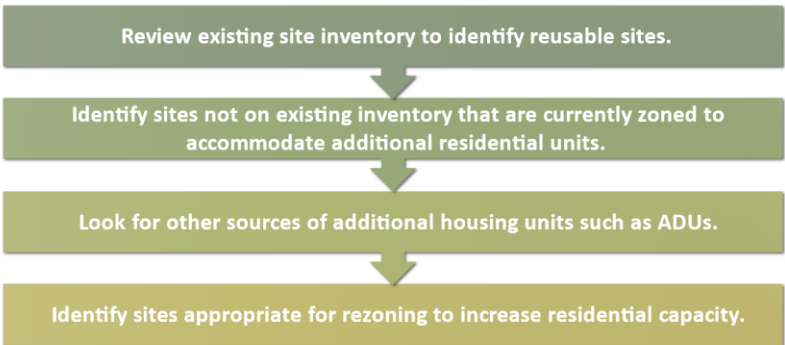 Review existing site inventory to identify reusable sites.
Identify sites not on existing inventory that are currently zoned to
accommodate additional residential units.
Look for other sources of additional housing units such as ADUs.
Identify sites appropriate for rezoning to increase residential capacity.